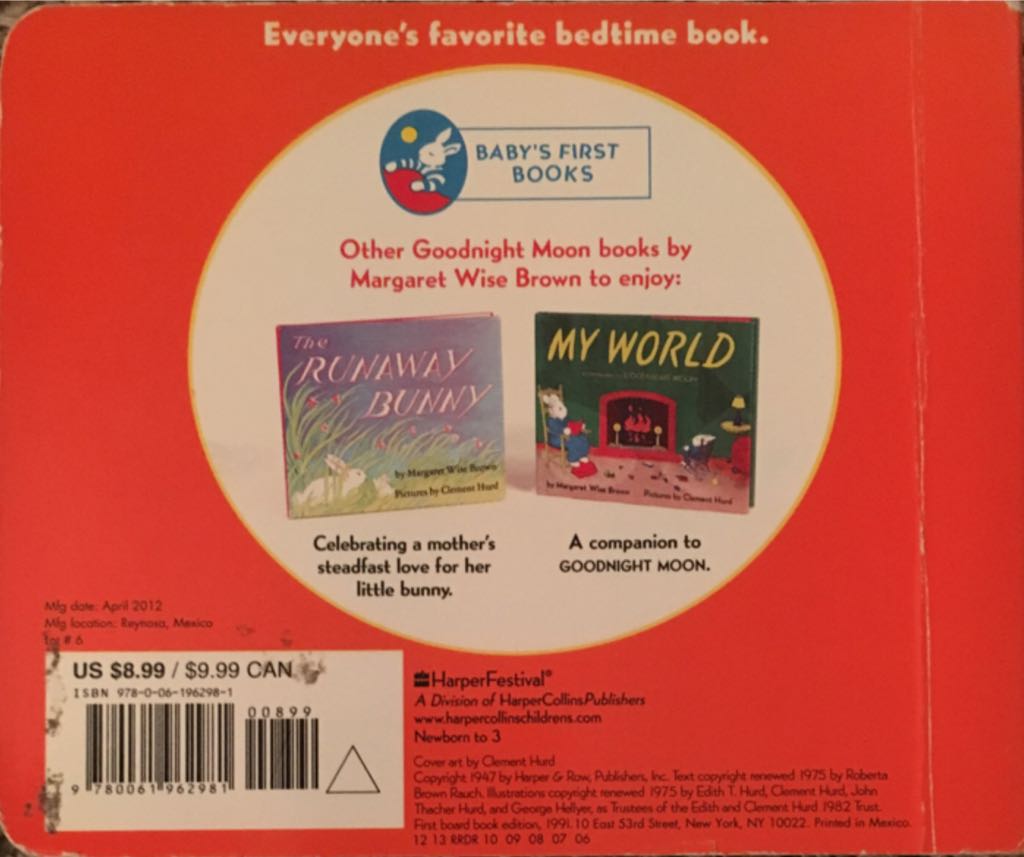 Everyone's favorite bedtime book.
BABY'S FIRST
BOOKS
Other Goodnight Moon books by
Margaret Wise Brown to enjoy:
The
RUNAWAY
BUNNY
by Margaret Wise Brown
Pictures by Clement Hurd
MY WORLD
GOODNIGHT MOON
by Margaret Wise Brown Pictures by Clement Hurd
Celebrating a mother's
steadfast love for her
little bunny.
A companion to
GOODNIGHT MOON.
Mfg date: April 2012
Mfg location: Reynosa, Mexico
Lot # 6
US $8.99 / $9.99 CAN
ISBN 978-0-06-196298-1
00899
9 780061 962981
2
HarperFestival®
A Division of HarperCollinsPublishers
www.harpercollinschildrens.com
Newborn to 3
Cover art by Clement Hurd
Copyright 1947 by Harper & Row, Publishers, Inc. Text copyright renewed 1975 by Roberta
Brown Rauch. Illustrations copyright renewed 1975 by Edith T. Hurd, Clement Hurd, John
Thacher Hurd, and George Hellyer, as Trustees of the Edith and Clement Hurd 1982 Trust.
First board book edition, 1991. 10 East 53rd Street, New York, NY 10022. Printed in Mexico.
12 13 RRDR 10 09 08 07 06